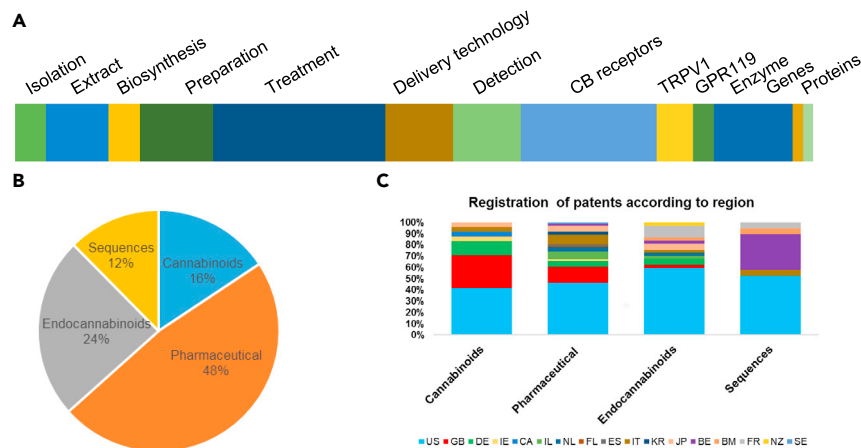 A
Isolation
Extract
Biosynthesis
Preparation
Treatment
Delivery technology
Detection
CB receptors
TRPV1
GPR119
Enzyme
Genes
Proteins
B
Sequences
12%
Cannabinoids
16%
Endocannabinoids
24%
Pharmaceutical
48%
C
Registration of patents according to region
100%
90%
80%
70%
60%
50%
40%
30%
20%
10%
0%
Cannabinoids
Pharmaceutical
Endocannabinoids
Sequences
US GB DE IE CA IL NL FL ES IT KR JP BE BM FR NZ SE